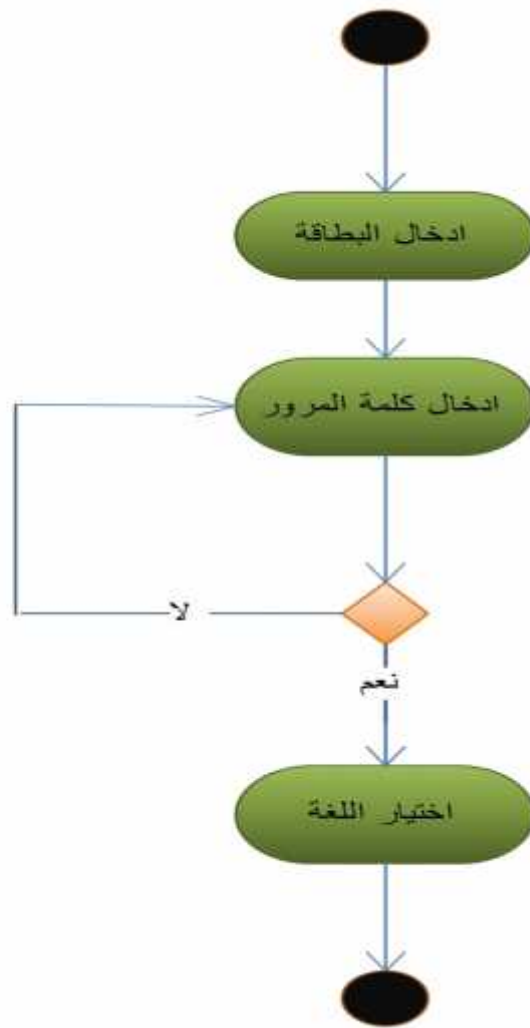 ادخال البطاقة
ادخال كلمة المرور
لا
نعم
اختيار اللغة